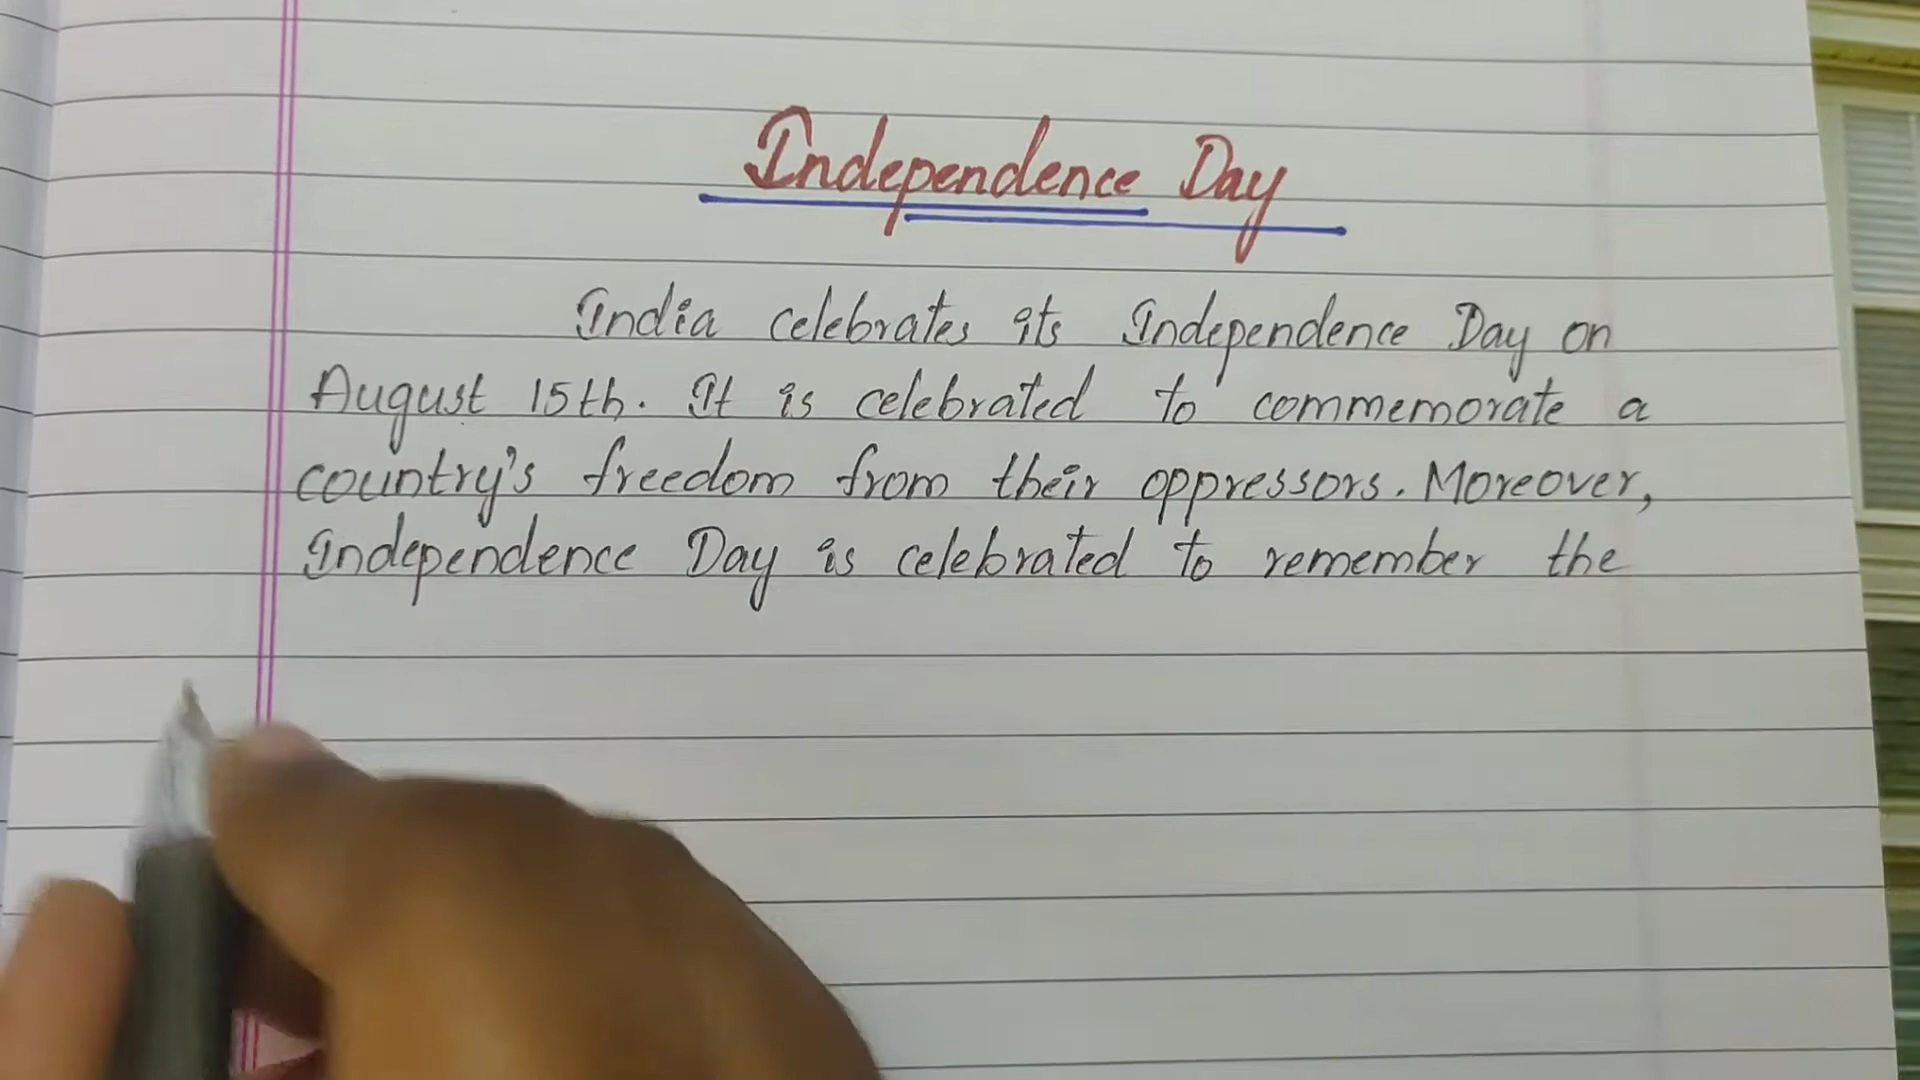 Independence Day
India celebrates its Independence Day on
August 15th. It is celebrated to commemorate a
country's freedom from their oppressors. Moreover,
Independence Day is celebrated to remember the